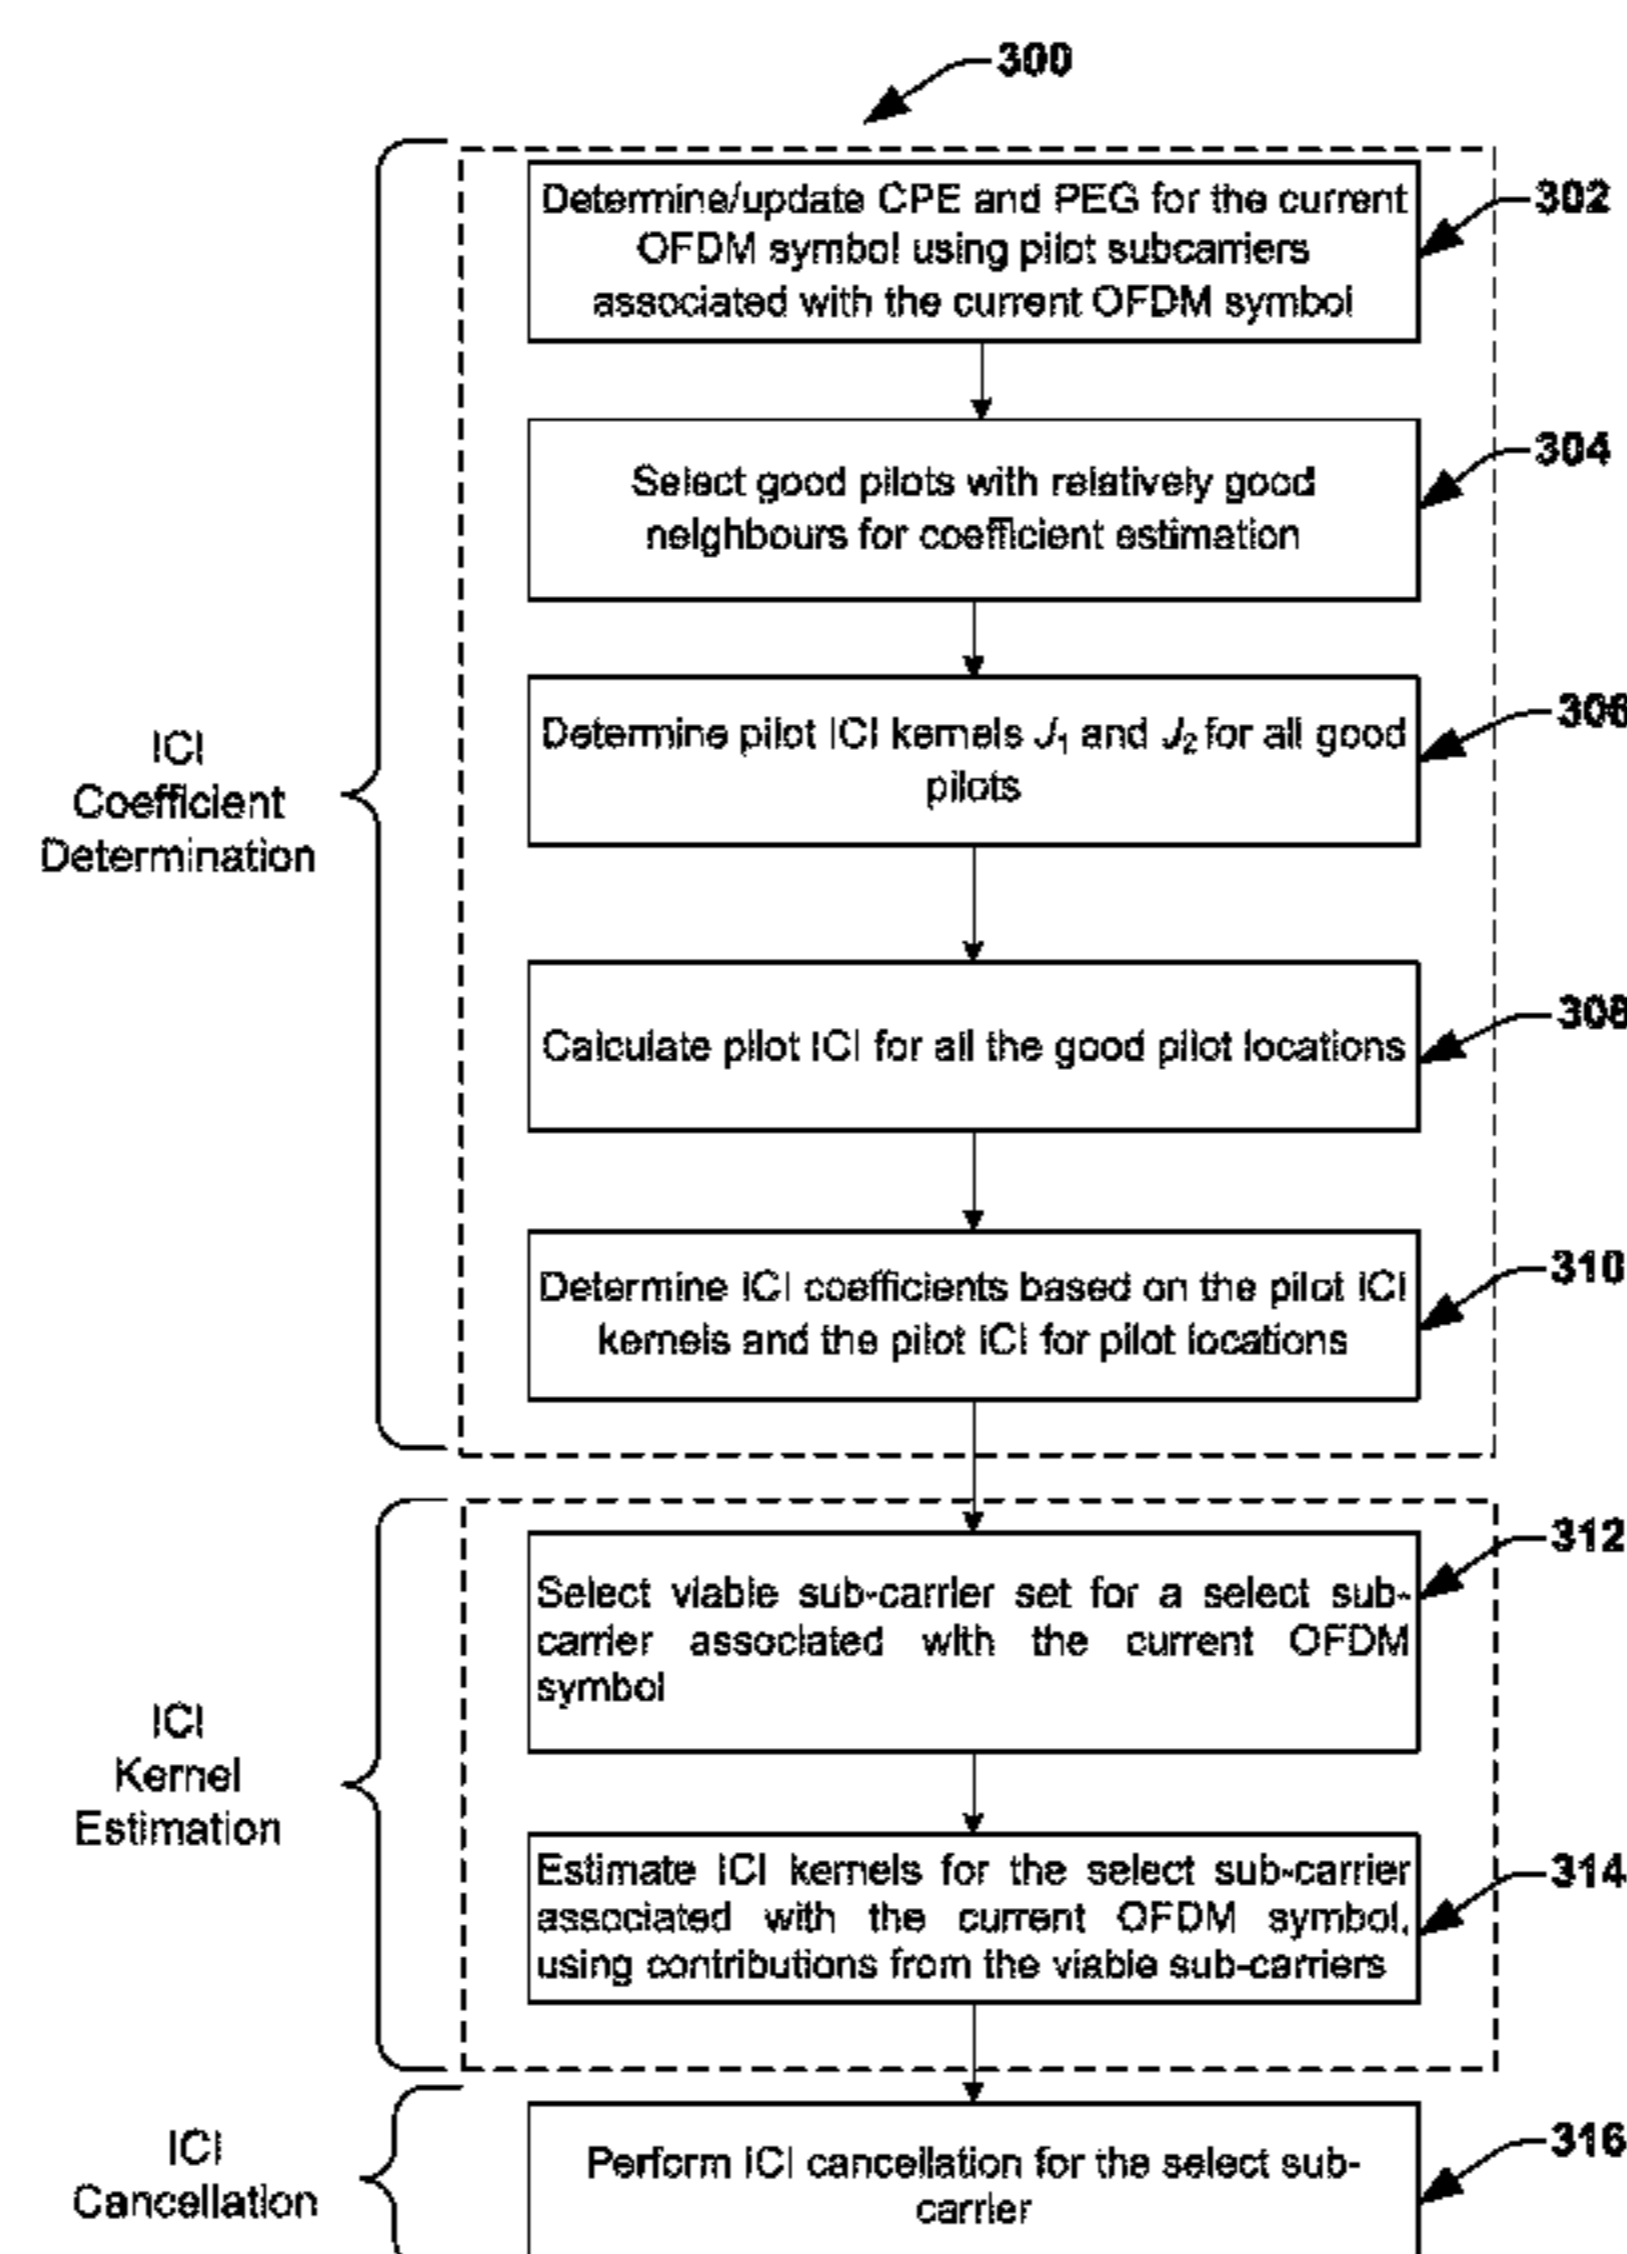 300
Determine/update CPE and PEG for the current
OFDM symbol using pilot subcarriers
associated with the current OFDM symbol
302
Select good pilots with relatively good
neighbours for coefficient estimation
304
Determine pilot ICI kernels J1 and J2 for all good
pilots
306
Calculate pilot ICI for all the good pilot locations
308
Determine ICI coefficients based on the pilot ICI
kernels and the pilot ICI for pilot locations
310
ICI
Coefficient
Determination
Select viable sub-carrier set for a select sub-
carrier associated with the current OFDM
symbol
312
Estimate ICI kernels for the select sub-carrier
associated with the current OFDM symbol,
using contributions from the viable sub-carriers
314
ICI
Kernel
Estimation
Perform ICI cancellation for the select sub-
carrier
316
ICI
Cancellation